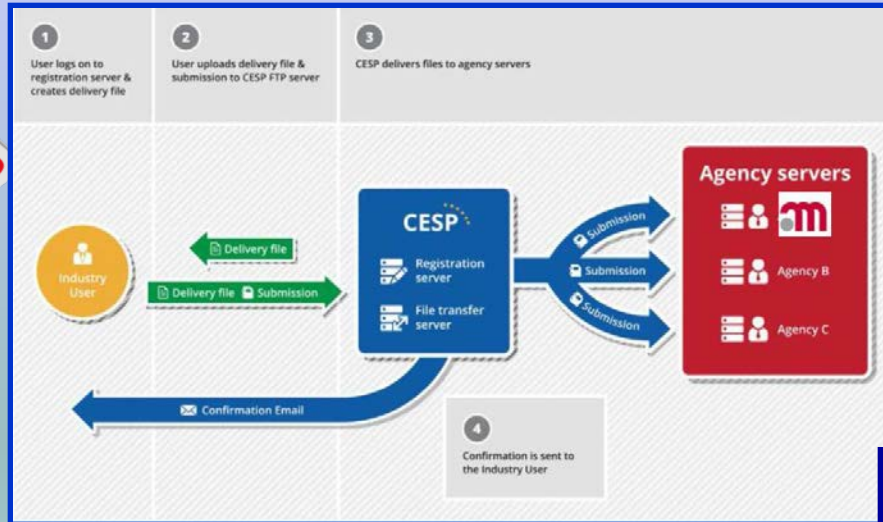 1
User logs on to
registration server &
creates delivery file
2
User uploads delivery file &
submission to CESP FTP server
3
CESP delivers files to agency servers
Industry
User
Delivery file
Delivery file Submission
CESP
Registration
server
File transfer
server
Submission
Submission
Submission
Agency servers
m
Agency B
Agency C
Confirmation Email
4
Confirmation is sent to
the Industry User